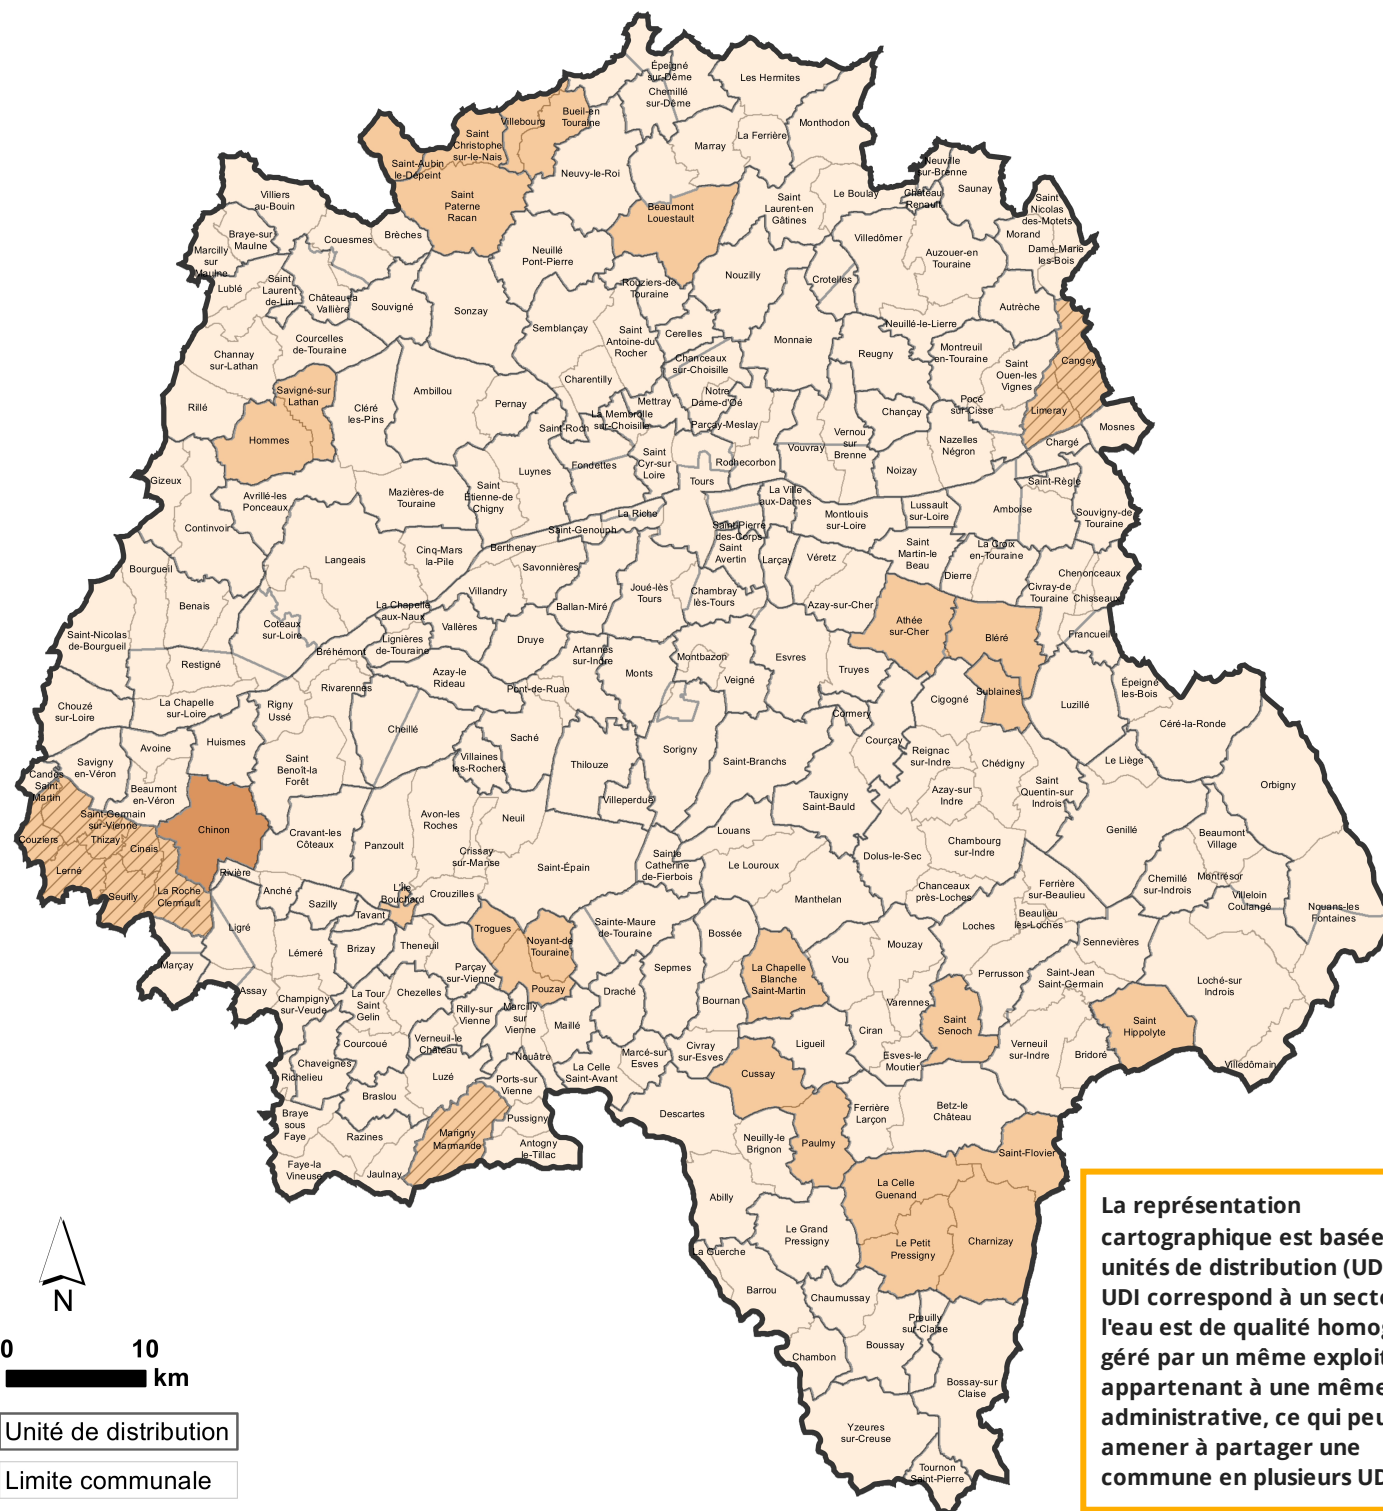 Épeigné
sur-Dême
Les Hermites
Chemillé
sur-Dême
Bueil-en
Touraine
Villebourg
Monthodon
La Ferrière
Marray
Saint
Christophe
sur-le-Nais
Saint-Aubin
le-Dépeint
Neuvy-le-Roi
Neuville
sur-Brenne
Château
Renault
Saunay
Le Boulay
Villiers
au-Bouin
Saint
Paterne
Racan
Beaumont
Louestault
Saint
Laurent-en
Gâtines
Saint
Nicolas
des-Motets
Morand
Dame-Marie
les-Bois
Braye-sur
Maulne
Couesmes
Brèches
Villedômer
Auzouer-en
Touraine
Marcilly
sur
Maulne
Neuillé
Pont-Pierre
Nouzilly
Crotelles
Lublé
Saint
Laurent
de-Lin
Château-la
Vallière
Souvigné
Sonzay
Rouziers-de
Touraine
Autrèche
Semblançay
Saint
Antoine-du
Rocher
Cerelles
Monnaie
Neuillé-le-Lierre
Courcelles
de-Touraine
Channay
sur-Lathan
Chanceaux
sur-Choisille
Reugny
Montreuil
en-Touraine
Saint
Ouen-les
Vignes
Cangey
Charentilly
Ambillou
Savigné-sur
Lathan
Rillé
Cléré
les-Pins
Pernay
Mettray
Notre
Dame-d'Oé
La Membrolle
sur-Choisille
Saint-Roch
Parçay-Meslay
Chançay
Pocé
sur-Cisse
Limeray
Mosnes
Hommes
Vernou
sur
Brenne
Vouvray
Nazelles
Négron
Chargé
Gizeux
Luynes
Fondettes
Saint
Cyr-sur
Loire
Rochecorbon
Noizay
Tours
Saint-Règle
Avrillé-les
Ponceaux
Mazières-de
Touraine
Saint
Étienne-de
Chigny
La Ville
aux-Dames
Montlouis
sur-Loire
Lussault
sur-Loire
Amboise
Souvigny-de
Touraine
Continvoir
La Riche
Saint-Genouph
Saint-Pierre
des-Corps
Langeais
Cinq-Mars
la-Pile
Berthenay
Saint
Avertin
Larçay
Véretz
Saint
Martin-le
Beau
La Croix
en-Touraine
Bourgueil
Savonnières
Dierre
Chenonceaux
Civray-de
Touraine
Chisseaux
Villandry
Joué-lès
Tours
Chambray
lès-Tours
Benais
La Chapelle
aux-Naux
Ballan-Miré
Azay-sur-Cher
Athée
sur-Cher
Saint-Nicolas
de-Bourgueil
Coteaux
sur-Loire
Vallères
Lignières
de-Touraine
Druye
Bléré
Francueil
Bréhémont
Artannes
sur-Indre
Montbazon
Esvres
Restigné
Azay-le
Rideau
Monts
Veigné
Truyes
Rivarennes
Pont-de-Ruan
Cigogné
Sublaines
Épeigné
les-Bois
Luzillé
Chouzé
sur-Loire
La Chapelle
sur-Loire
Rigny
Ussé
Cormery
Céré-la-Ronde
Cheillé
Saché
Huismes
Avoine
Sorigny
Courçay
Reignac
sur-Indre
Savigny
en-Véron
Saint
Benoît-la
Forêt
Villaines
les-Rochers
Thilouze
Saint-Branchs
Chédigny
Le Liège
Candes
Saint
Martin
Beaumont
en-Véron
Villeperdue
Tauxigny
Saint-Bauld
Azay-sur
Indre
Saint
Quentin-sur
Indrois
Orbigny
Saint-Germain
sur-Vienne
Chinon
Avon-les
Roches
Neuil
Couziers
Thizay
Cinais
Cravant-les
Côteaux
Panzoult
Louans
Genillé
Beaumont
Village
Chambourg
sur-Indre
Crissay
sur-Manse
Saint-Épain
Sainte
Catherine
de-Fierbois
Le Louroux
Dolus-le-Sec
Lerné
Rivière
Seuilly
La Roche
Clermault
Anché
Sazilly
L'Île
Bouchard
Crouzilles
Tavant
Manthelan
Chanceaux
près-Loches
Ferrière
sur-Beaulieu
Chemillé
sur-Indrois
Montrésor
Villeloin
Coulangé
Nouans-les
Fontaines
Beaulieu
lès-Loches
Loches
Ligré
Trogues
Noyant-de
Touraine
Sainte-Maure
de-Touraine
Bossée
Sennevières
Lémeré
Brizay
Theneuil
Mouzay
Marçay
Parçay
sur-Vienne
Pouzay
Sepmes
La Chapelle
Blanche
Saint-Martin
Vou
Perrusson
Saint-Jean
Saint-Germain
Loché-sur
Indrois
Assay
Champigny
sur-Veude
La Tour
Saint
Gelin
Chezelles
Rilly-sur
Vienne
Marcilly
sur
Vienne
Draché
Bournan
Varennes
Saint
Senoch
Saint
Hippolyte
Maillé
Ciran
Courcoué
Verneuil-le
Château
Civray
sur-Esves
Ligueil
Verneuil
sur-Indre
Bridoré
Nouâtre
Marcé-sur
Esves
Esves-le
Moutier
Chaveignes
Richelieu
Luzé
Ports-sur
Vienne
La Celle
Saint-Avant
Cussay
Villedômain
Braslou
Descartes
Ferrière
Larçon
Betz-le
Château
Braye
sous
Faye
Razines
Marigny
Marmande
Pussigny
Antogny
le-Tillac
Neuilly-le
Brignon
Paulmy
Saint-Flovier
Faye-la
Vineuse
Jaulnay
Abilly
La Celle
Guenand
Le Grand
Pressigny
Le Petit
Pressigny
Charnizay
La Guerche
Barrou
Chaumussay
Preuilly
sur-Claise
Boussay
Chambon
Bossay-sur
Claise
Yzeures
sur-Creuse
Tournon
Saint-Pierre
N
0 10
km
Unité de distribution
Limite communale
La représentation
cartographique est basée
unités de distribution (UD
UDI correspond à un secte
l'eau est de qualité homog
géré par un même exploit
appartenant à une même
administrative, ce qui peu
amener à partager une
commune en plusieurs UD